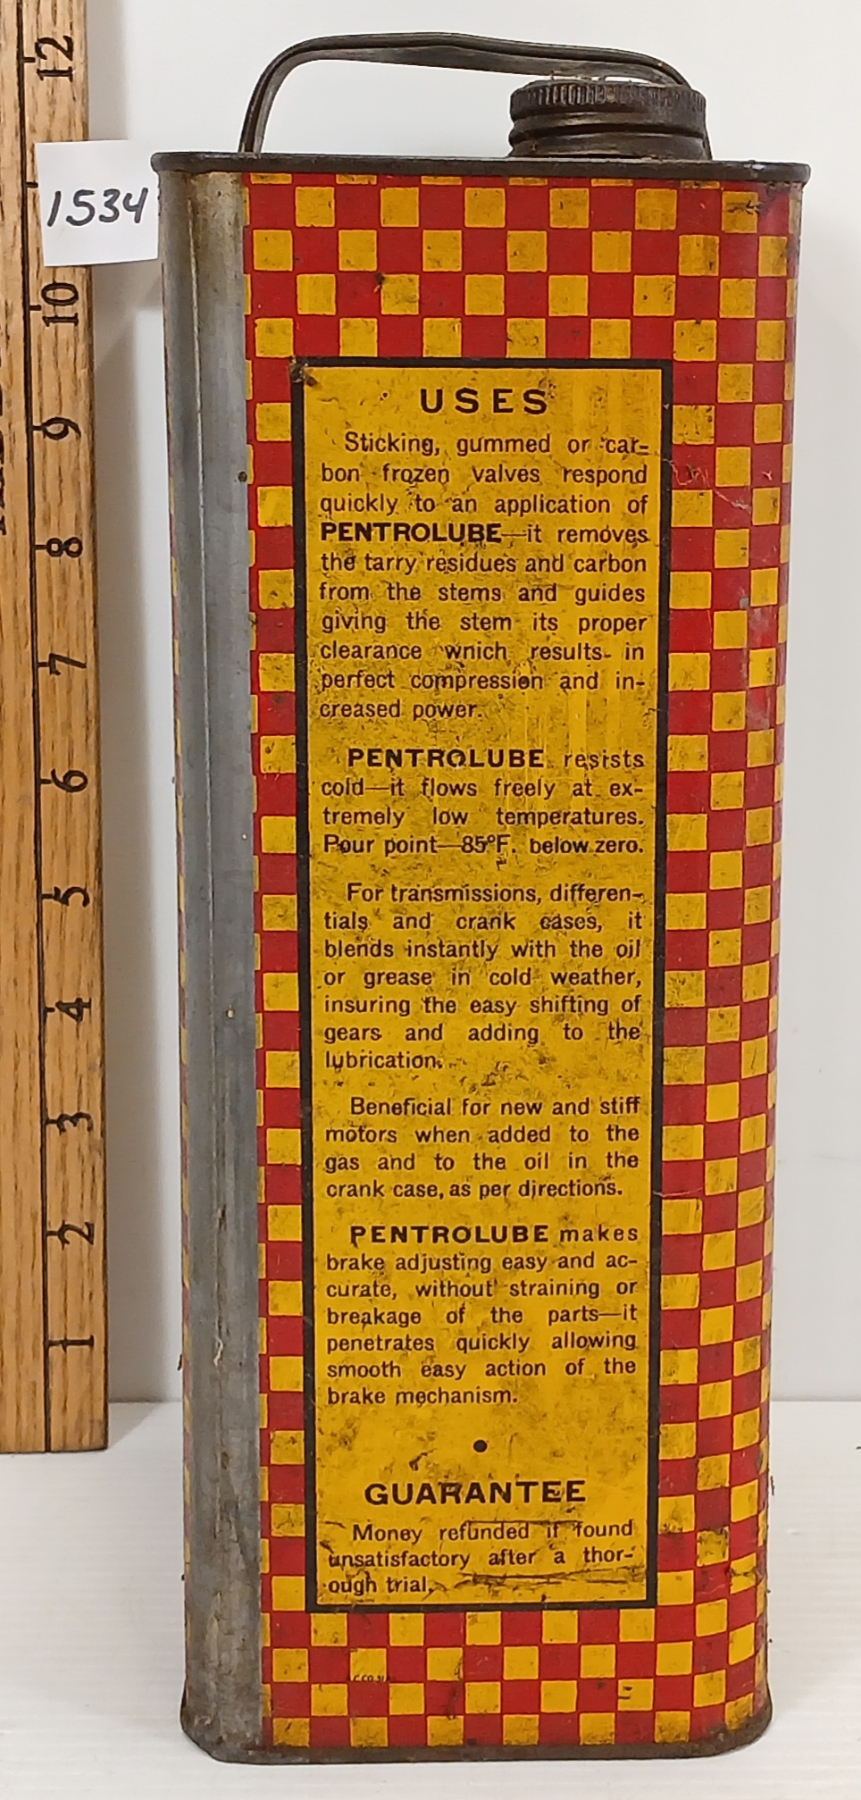 12
1534
10
9
8
7
6
5
4
3
2
1
USES
Sticking, gummed or car-
bon frozen valves respond
quickly to an application of
PENTROLUBE—it removes
the tarry residues and carbon
from the stems and guides
giving the stem its proper
clearance which results in
perfect compression and in-
creased power.
PENTROLUBE resists
cold—it flows freely at ex-
tremely low temperatures.
Pour point—85°F. below zero.
For transmissions, differen-
tials and crank cases, it
blends instantly with the oil
or grease in cold weather,
insuring the easy shifting of
gears and adding to the
lubrication.
Beneficial for new and stiff
motors when added to the
gas and to the oil in the
crank case, as per directions.
PENTROLUBE makes
brake adjusting easy and ac-
curate, without straining or
breakage of the parts—it
penetrates quickly allowing
smooth easy action of the
brake mechanism.
GUARANTEE
Money refunded if found
unsatisfactory after a thor-
ough trial.